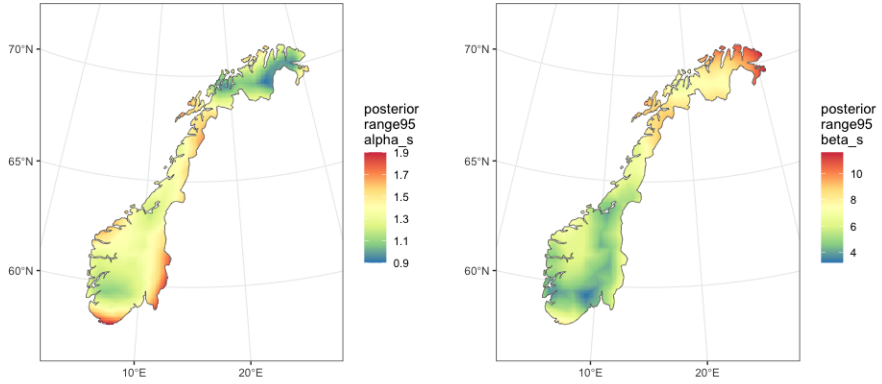 70°N
65°N
60°N
10°E
20°E
posterior
range95
alpha_s
1.9
1.7
1.5
1.3
1.1
0.9
70°N
65°N
60°N
10°E
20°E
posterior
range95
beta_s
10
8
6
4